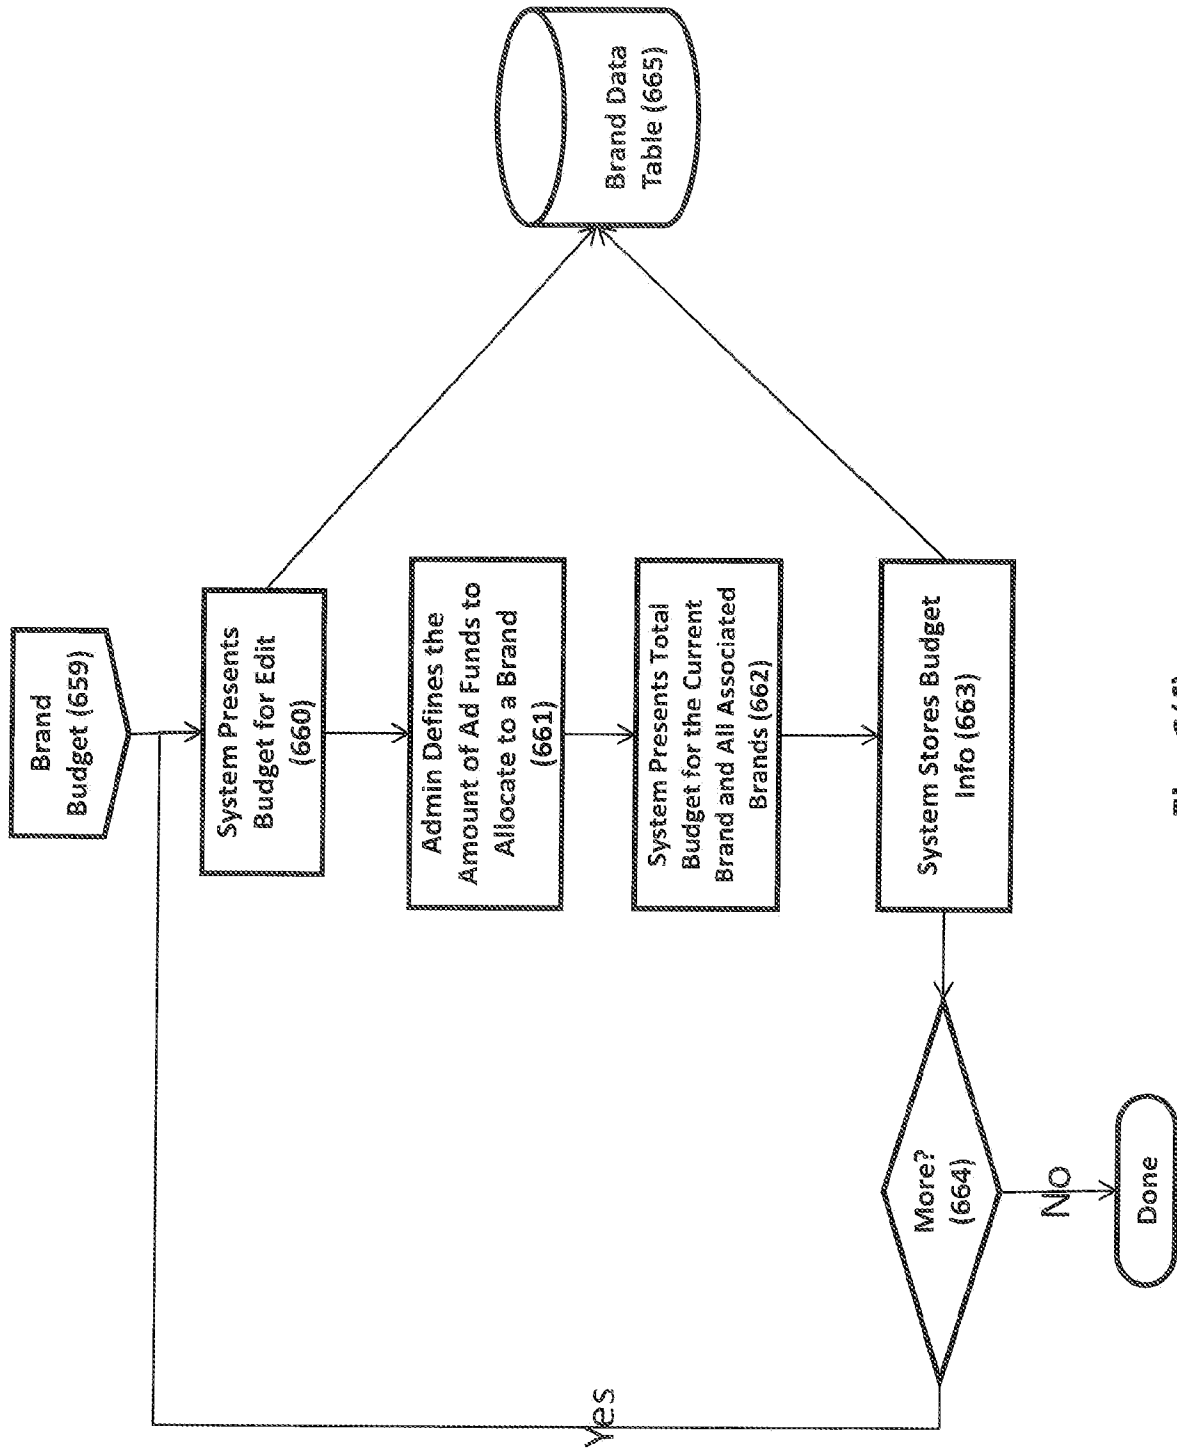 Brand
Budget (659)
System Presents
Budget for Edit
(660)
Admin Defines the
Amount of Ad Funds to
Allocate to a Brand
(661)
System Presents Total
Budget for the Current
Brand and All Associated
Brands (662)
System Stores Budget
Info (663)
More?
(664)
Yes
No
Done
Brand Data
Table (665)